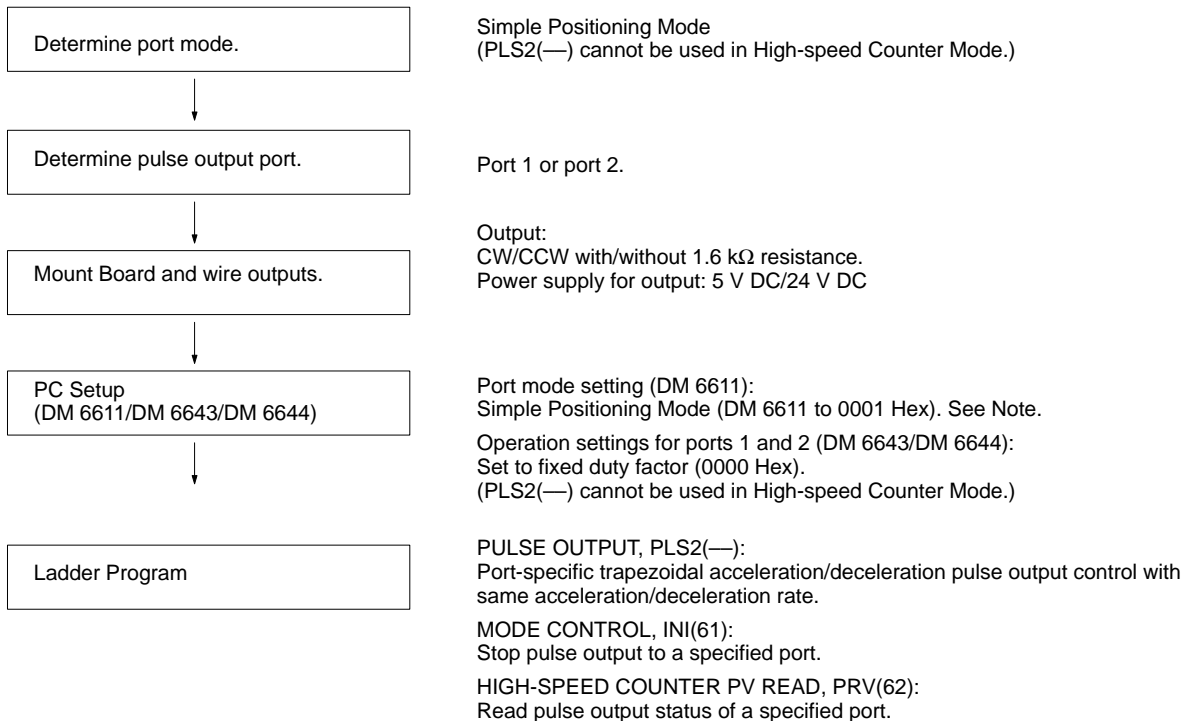 Determine port mode.
Simple Positioning Mode
(PLS2(––) cannot be used in High-speed Counter Mode.)
Determine pulse output port.
Port 1 or port 2.
Mount Board and wire outputs.
Output:
CW/CCW with/without 1.6 kΩ resistance.
Power supply for output: 5 V DC/24 V DC
PC Setup
(DM 6611/DM 6643/DM 6644)
Port mode setting (DM 6611):
Simple Positioning Mode (DM 6611 to 0001 Hex). See Note.
Operation settings for ports 1 and 2 (DM 6643/DM 6644):
Set to fixed duty factor (0000 Hex).
(PLS2(––) cannot be used in High-speed Counter Mode.)
Ladder Program
PULSE OUTPUT, PLS2(––):
Port-specific trapezoidal acceleration/deceleration pulse output control with
same acceleration/deceleration rate.
MODE CONTROL, INI(61):
Stop pulse output to a specified port.
HIGH-SPEED COUNTER PV READ, PRV(62):
Read pulse output status of a specified port.